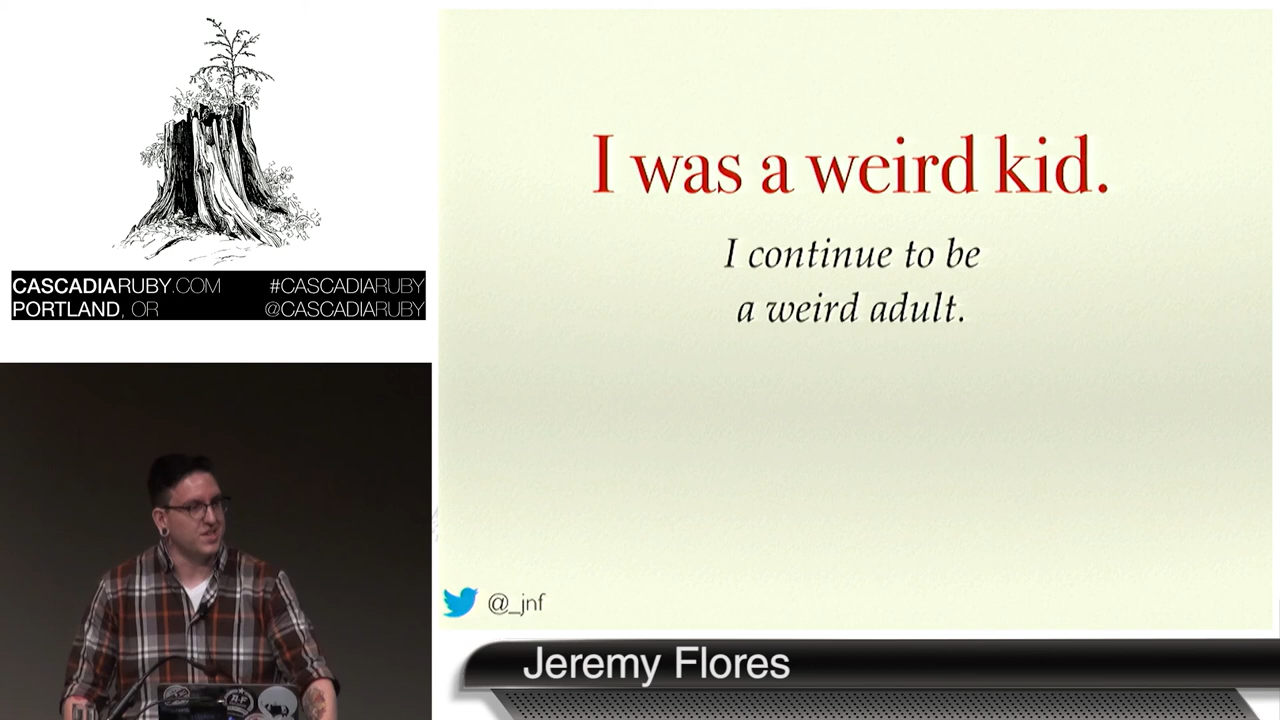 CASCADIARUBY.COM #CASCADIARUBY
PORTLAND, OR @CASCADIARUBY
I was a weird kid.
I continue to be
a weird adult.
@_jnf
Jeremy Flores